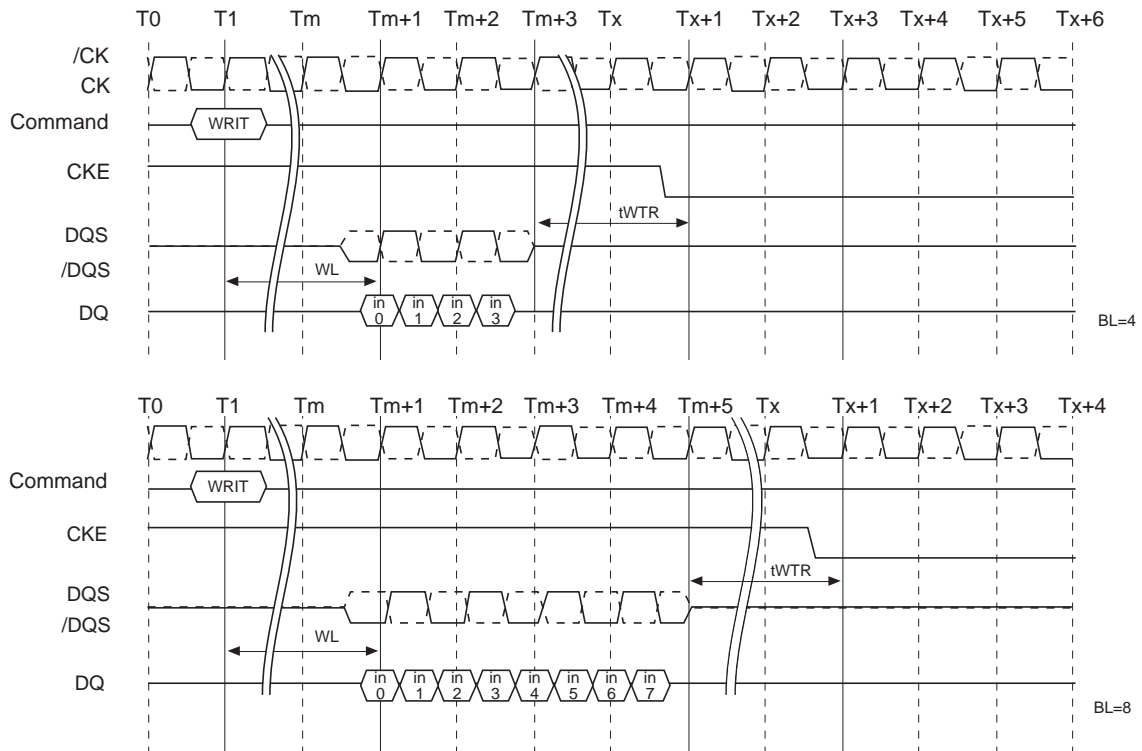 T0 T1 Tm Tm+1 Tm+2 Tm+3 Tx Tx+1 Tx+2 Tx+3 Tx+4 Tx+5 Tx+6
/CK
CK
Command WRIT
CKE
tWTR
DQS
/DQS
WL
DQ in 0 in 1 in 2 in 3
BL=4
T0 T1 Tm Tm+1 Tm+2 Tm+3 Tm+4 Tm+5 Tx Tx+1 Tx+2 Tx+3 Tx+4
Command WRIT
CKE
tWTR
DQS
/DQS
WL
DQ in 0 in 1 in 2 in 3 in 4 in 5 in 6 in 7
BL=8